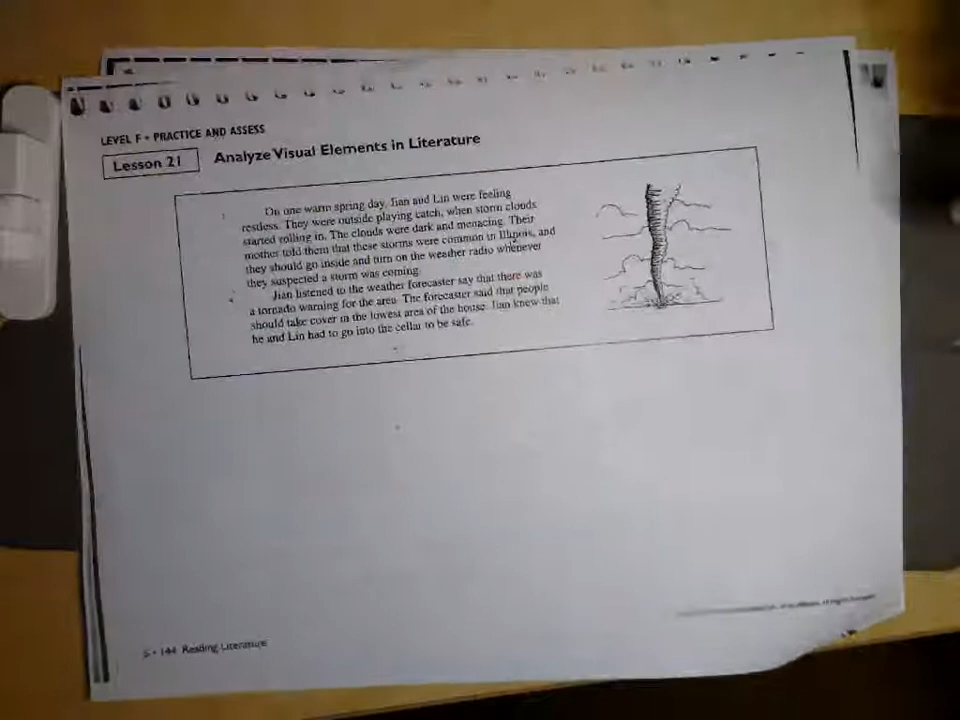 LEVEL F • PRACTICE AND ASSESS
Lesson 21
Analyze Visual Elements in Literature
On one warm spring day, Jian and Lin were feeling
restless. They were outside playing catch, when storm clouds
started rolling in. The clouds were dark and menacing. Their
mother told them that these storms were common in Illinois, and
they should go inside and turn on the weather radio whenever
they suspected a storm was coming.
Jian listened to the weather forecaster say that there was
a tornado warning for the area. The forecaster said that people
should take cover in the lowest area of the house. Jian knew that
he and Lin had to go into the cellar to be safe.
144 Reading Literature